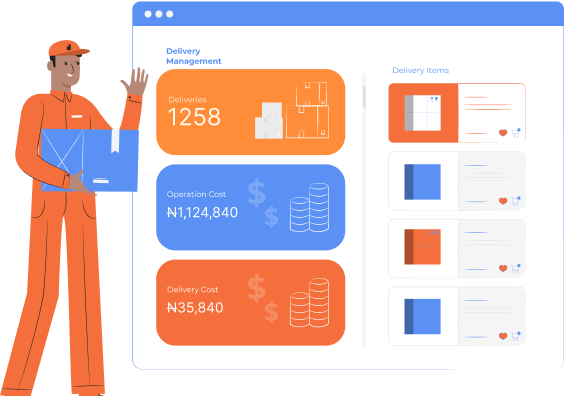 Delivery
Management
Delivery Items
Deliveries
1258
Operation Cost
₦1,124,840
Delivery Cost
₦35,840